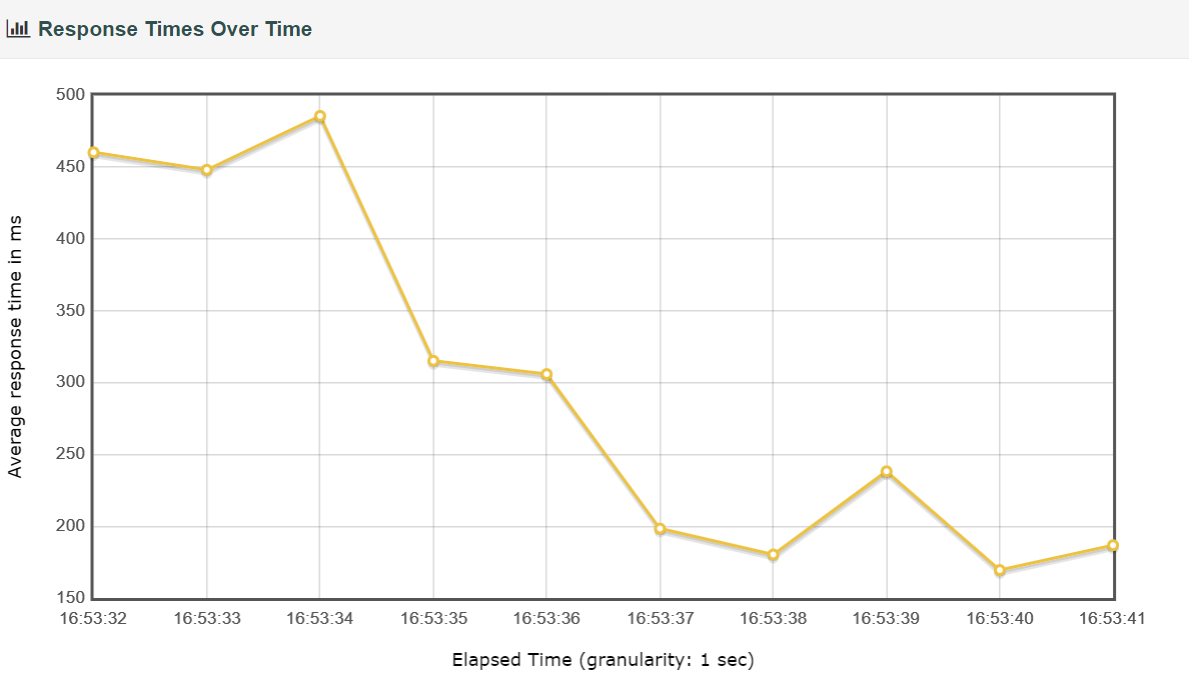 Response Times Over Time
500
450
400
350
300
250
200
150
Average response time in ms
16:53:32 16:53:33 16:53:34 16:53:35 16:53:36 16:53:37 16:53:38 16:53:39 16:53:40 16:53:41
Elapsed Time (granularity: 1 sec)